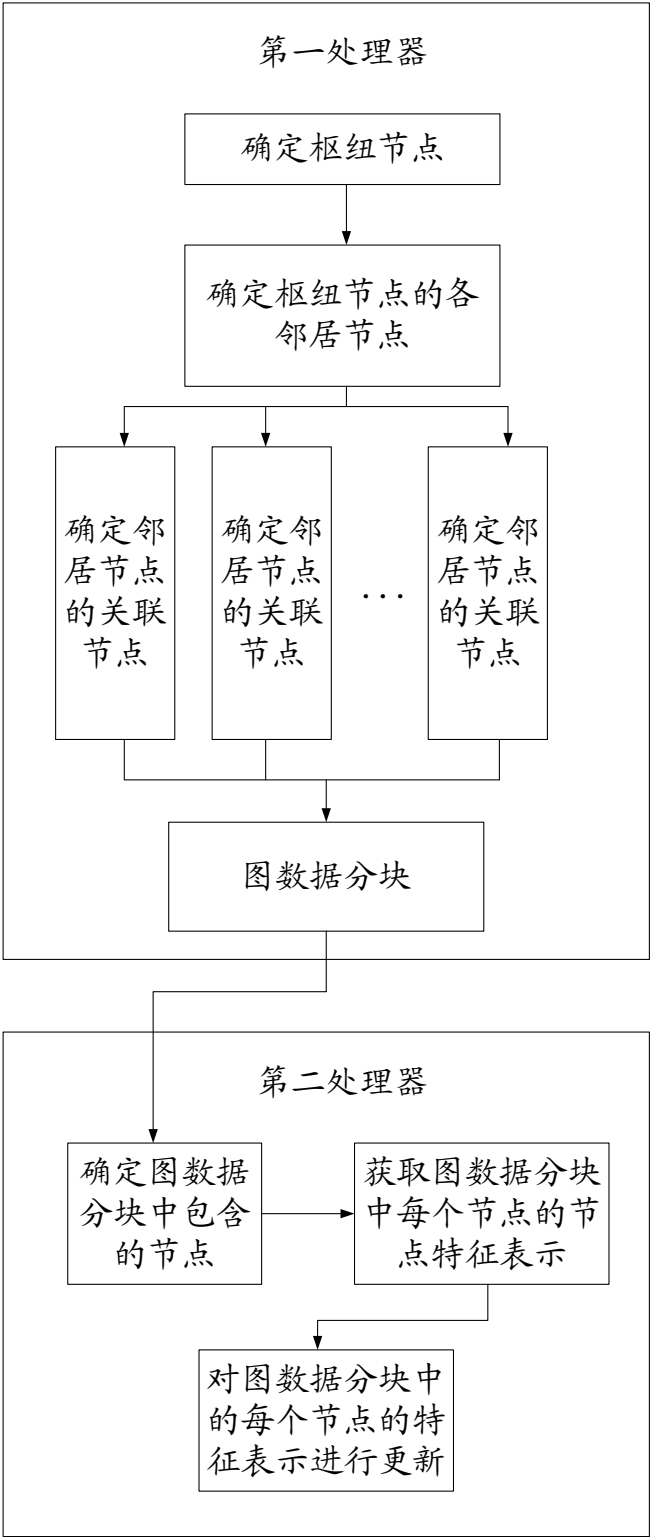 第一处理器
确定枢纽节点
确定枢纽节点的各
邻居节点
确定邻
居节点
的关联
节点
确定邻
居节点
的关联
节点
...
确定邻
居节点
的关联
节点
图数据分块
第二处理器
确定图数据
分块中包含
的节点
获取图数据分块
中每个节点的节
点特征表示
对图数据分块中
的每个节点的特
征表示进行更新